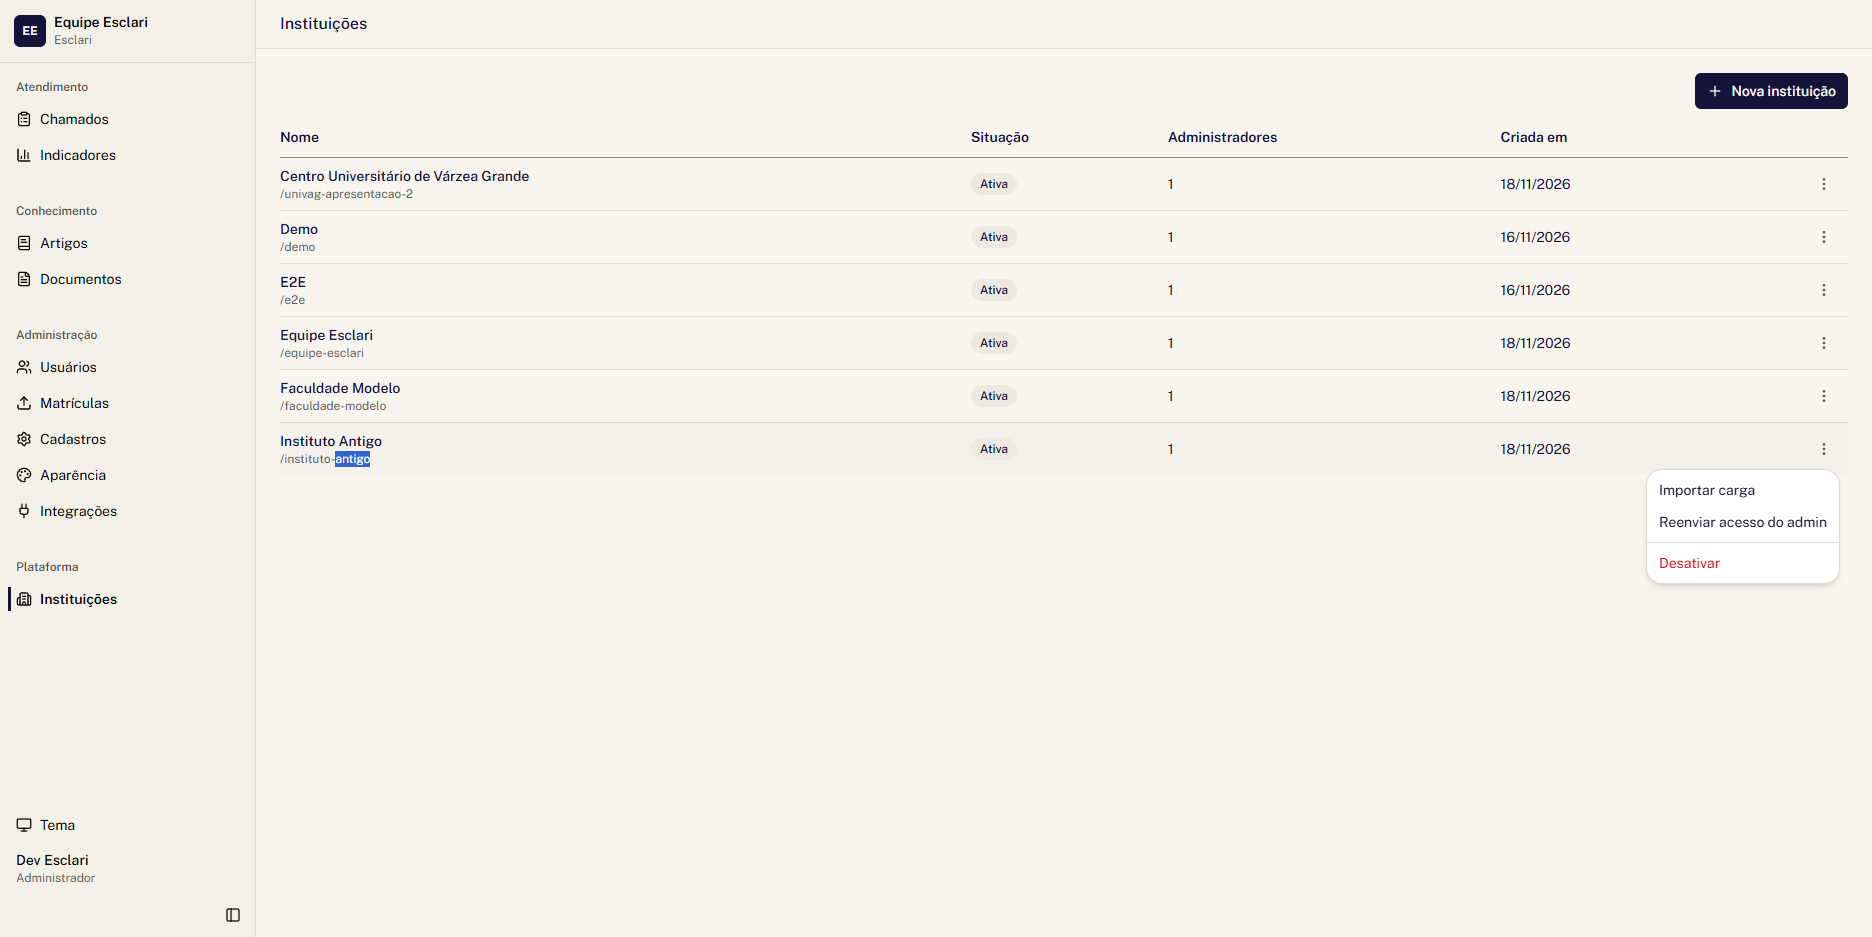 EE
Equipe Esclari
Esclari
Atendimento
Chamados
Indicadores
Conhecimento
Artigos
Documentos
Administração
Usuários
Matrículas
Cadastros
Aparência
Integrações
Plataforma
Instituições
Tema
Dev Esclari
Administrador
Instituições
Nova instituição
Nome Situação Administradores Criada em
Centro Universitário de Várzea Grande
/univag-apresentacao-2
Ativa 1 18/11/2026
Demo
/demo
Ativa 1 16/11/2026
E2E
/e2e
Ativa 1 16/11/2026
Equipe Esclari
/equipe-esclari
Ativa 1 18/11/2026
Faculdade Modelo
/faculdade-modelo
Ativa 1 18/11/2026
Instituto Antigo
/instituto-antigo
Ativa 1 18/11/2026
Importar carga
Reenviar acesso do admin
Desativar